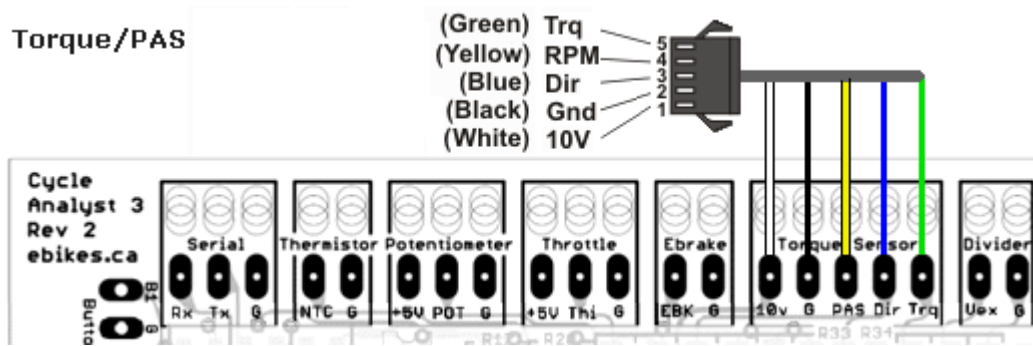 Torque/PAS
(Green) Trq 5
(Yellow) RPM 4
(Blue) Dir 3
(Black) Gnd 2
(White) 10V 1
Cycle
Analyst 3
Rev 2
ebikes.ca
Serial Thermistor Potentiometer Throttle Ebrake Torque Sensor Divider
B1
G
Rx Tx G NTC G +5V POT G +5V Thi G EBK G 10v G PAS Dir Trq Vex G
R33 R34